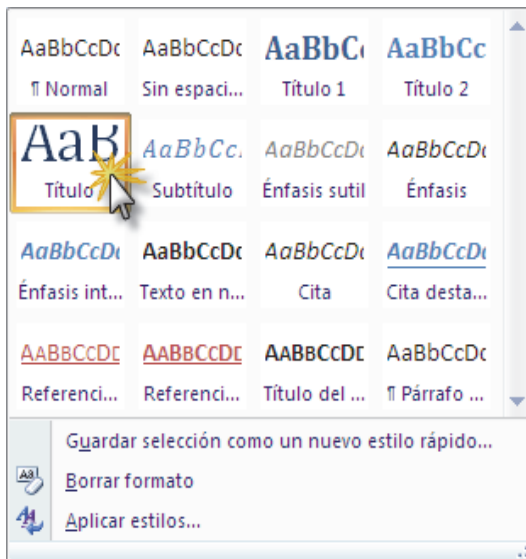 AaBbCcDc AaBbCcDc AaBbC AaBbCc
¶ Normal Sin espaci... Título 1 Título 2
AaB AaBbCc. AaBbCcDc AaBbCcDc
Título Subtítulo Énfasis sutil Énfasis
AaBbCcDc AaBbCcDc AaBbCcDc AaBbCcDc
Énfasis int... Texto en n... Cita Cita desta...
AABBCCDD AABBCCDD AABBCCDD AaBbCcDc
Referenci... Referenci... Título del ... ¶ Párrafo ...
Guardar selección como un nuevo estilo rápido...
Borrar formato
Aplicar estilos...